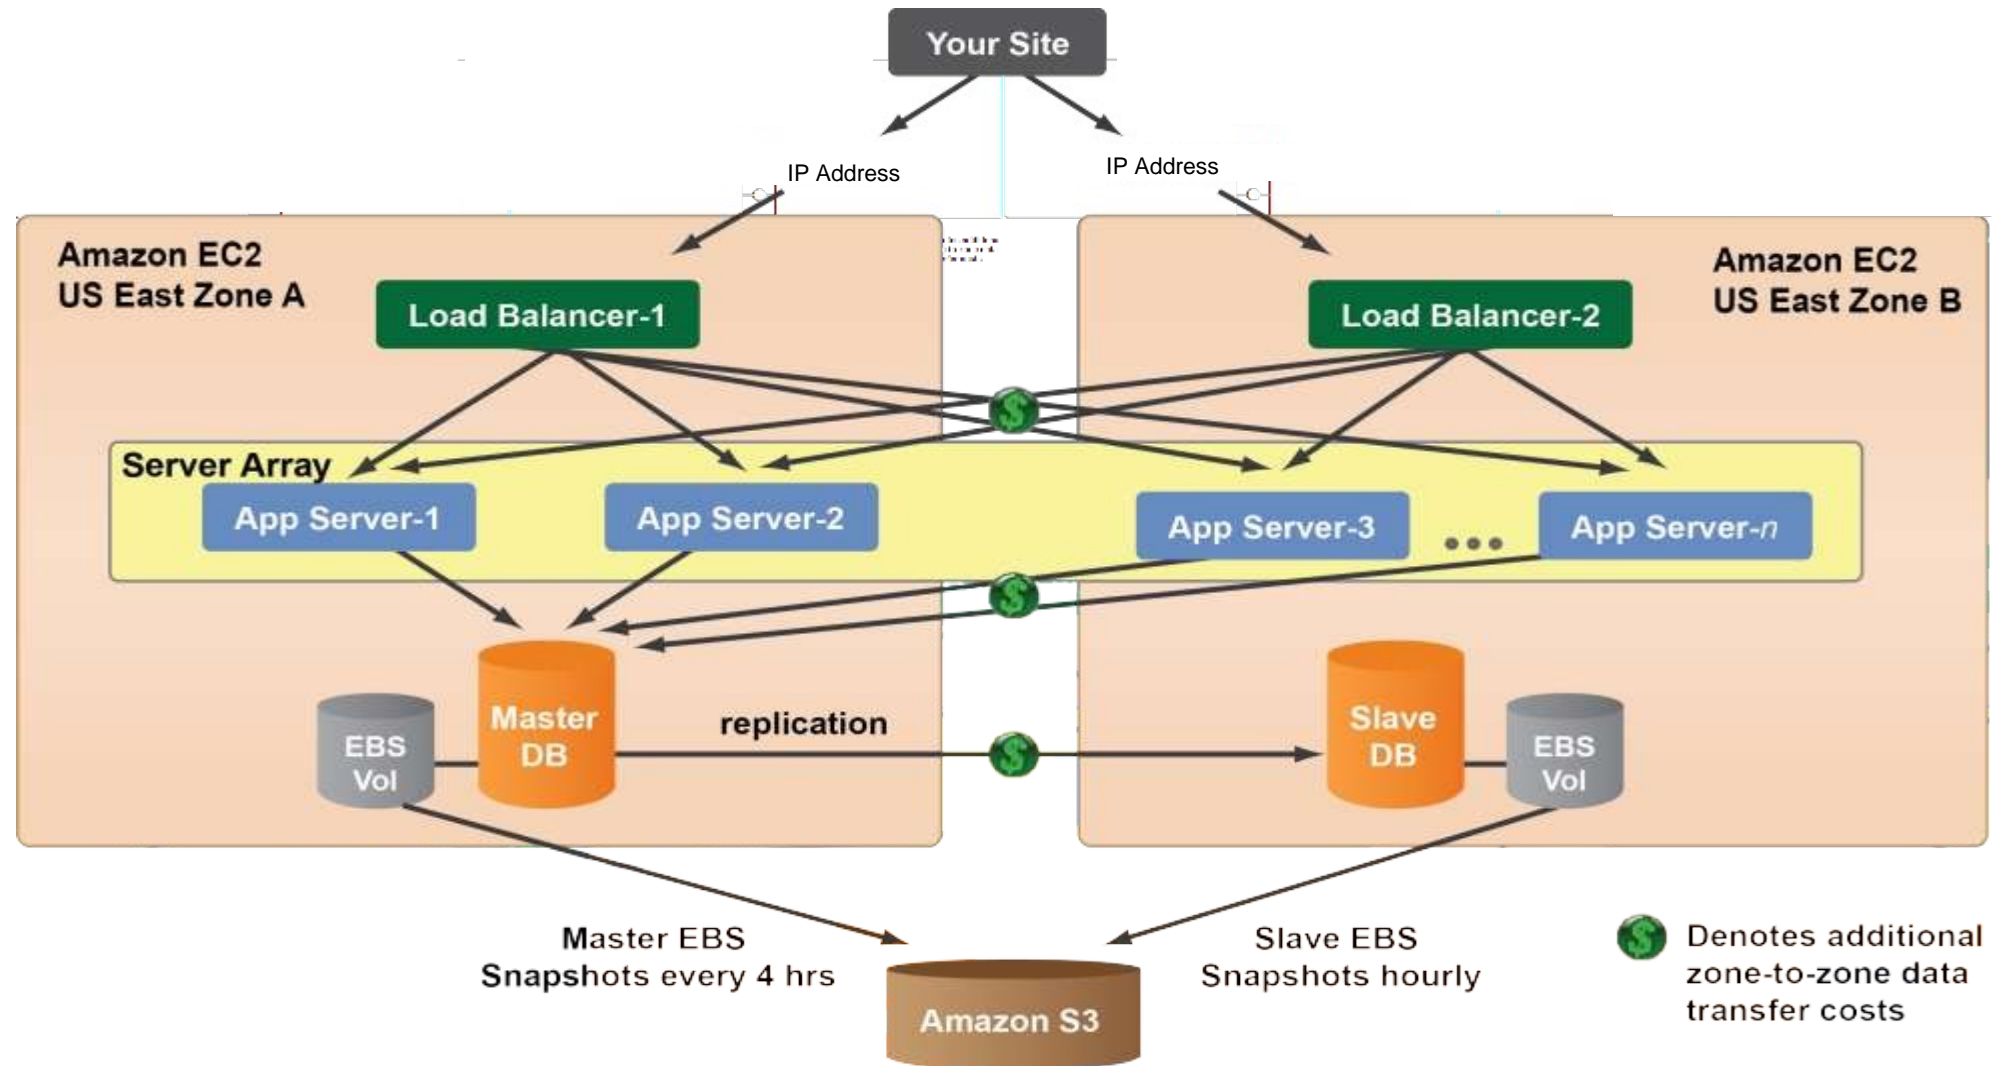 Your Site
IP Address
IP Address
Amazon EC2
US East Zone A
Amazon EC2
US East Zone B
Load Balancer-1
Load Balancer-2
$
Server Array
App Server-1
App Server-2
App Server-3
App Server-n
$
Master
DB
replication
$
Slave
DB
EBS
Vol
EBS
Vol
Master EBS
Snapshots every 4 hrs
Slave EBS
Snapshots hourly
Amazon S3
$
Denotes additional
zone-to-zone data
transfer costs